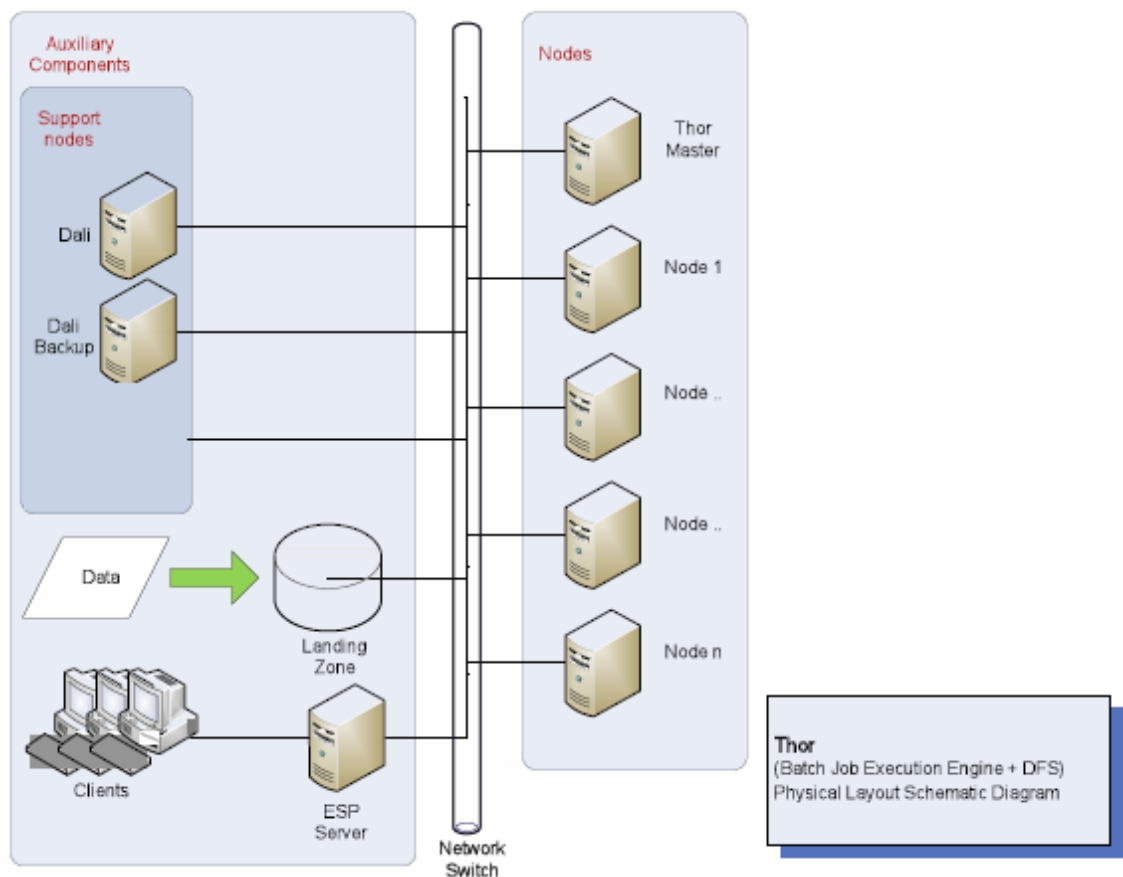 Auxiliary
Components
Support
nodes
Dali
Dali
Backup
Data
Landing
Zone
Clients
ESP
Server
Network
Switch
Nodes
Thor
Master
Node 1
Node ..
Node ..
Node n
Thor
(Batch Job Execution Engine + DFS)
Physical Layout Schematic Diagram